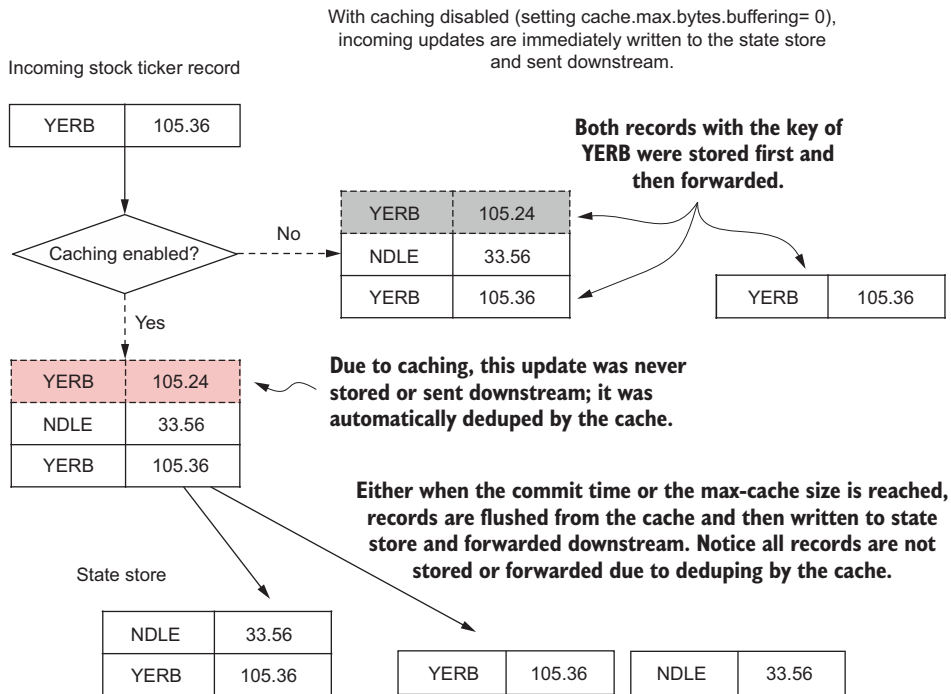 With caching disabled (setting cache.max.bytes.buffering= 0),
incoming updates are immediately written to the state store
and sent downstream.
Incoming stock ticker record
YERB 105.36
Both records with the key of
YERB were stored first and
then forwarded.
Caching enabled?
No
YERB 105.24
NDLE 33.56
YERB 105.36
YERB 105.36
Yes
YERB 105.24
NDLE 33.56
YERB 105.36
Due to caching, this update was never
stored or sent downstream; it was
automatically deduped by the cache.
Either when the commit time or the max-cache size is reached,
records are flushed from the cache and then written to state
store and forwarded downstream. Notice all records are not
stored or forwarded due to deduping by the cache.
State store
NDLE 33.56
YERB 105.36
YERB 105.36
NDLE 33.56